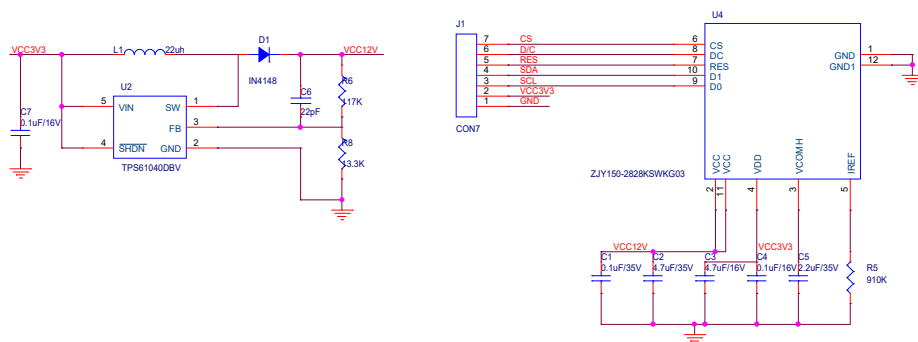 VCC3V3
L1
22uh
D1
IN4148
VCC12V
C7
0.1uF/16V
U2
5
VIN
SW
1
FB
3
4
SHDN
GND
2
TPS61040DBV
C6
22pF
R6
117K
R8
13.3K
J1
7
CS
6
D/C
5
RES
4
SDA
3
SCL
2
VCC3V3
1
GND
CON7
U4
6
CS
8
DC
7
RES
10
D1
9
D0
GND
1
GND1
12
VCC
VCC
VDD
VCOMH
IREF
2
11
4
3
5
ZJY150-2828KSWKG03
VCC12V
VCC3V3
C1
0.1uF/35V
C2
4.7uF/35V
C3
4.7uF/16V
C4
0.1uF/16V
C5
2.2uF/35V
R5
910K